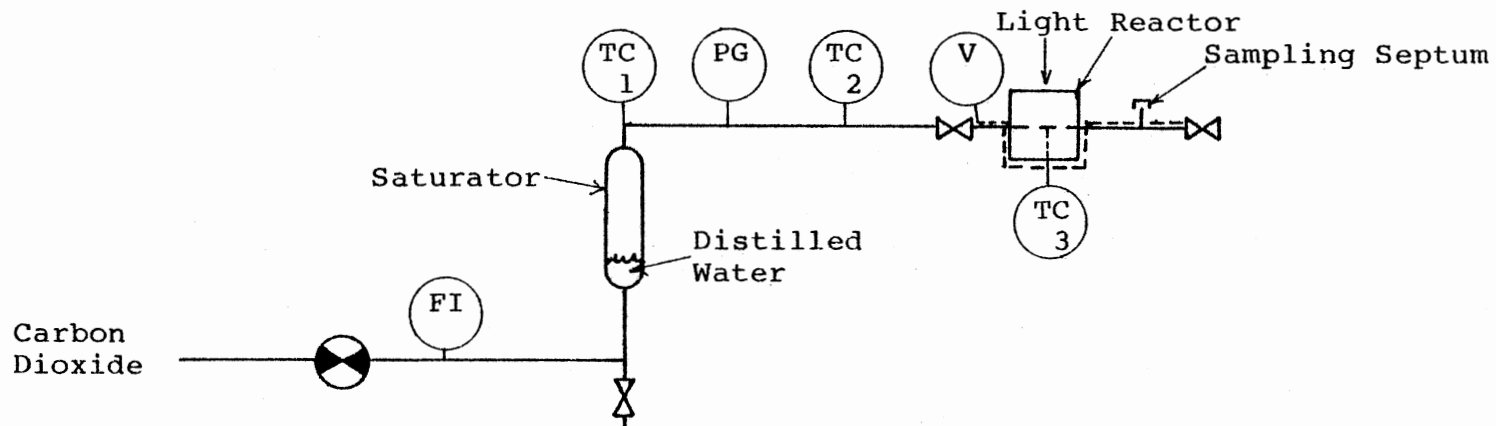 Light Reactor
Sampling Septum
TC
1
PG
TC
2
V
Saturator
TC
3
Distilled
Water
FI
Carbon
Dioxide